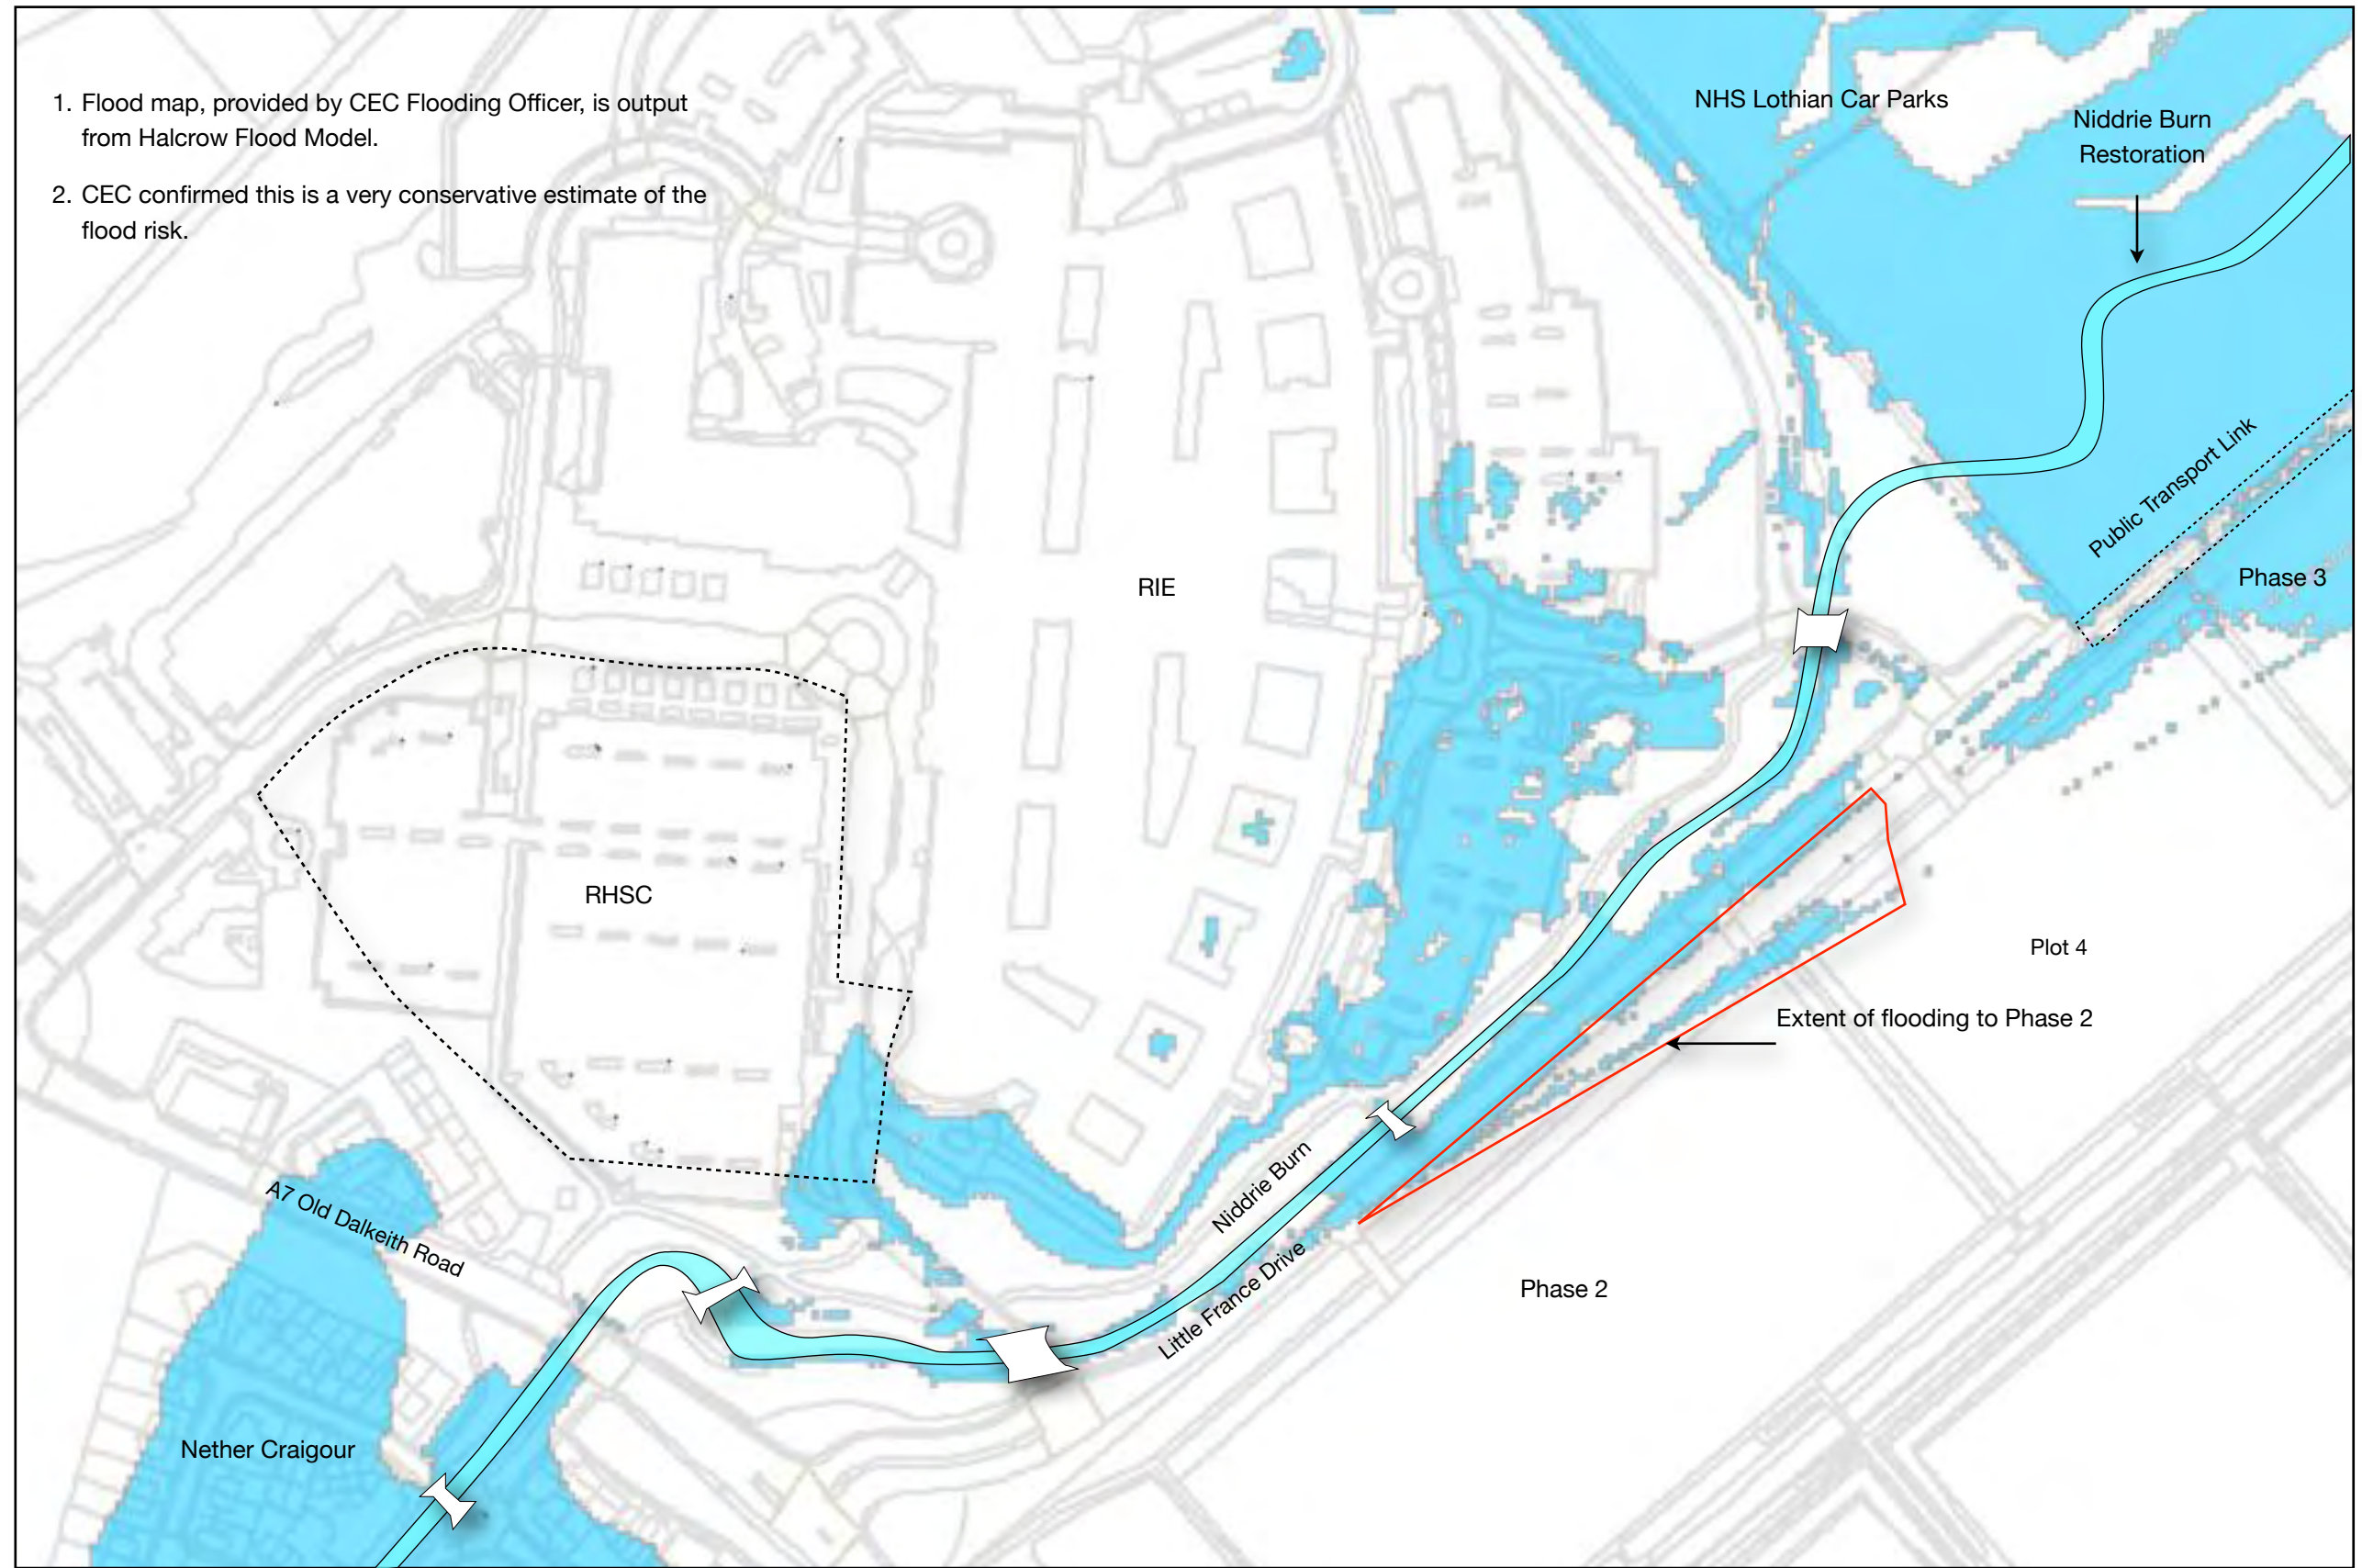 1. Flood map, provided by CEC Flooding Officer, is output
from Halcrow Flood Model.
2. CEC confirmed this is a very conservative estimate of the
flood risk.
NHS Lothian Car Parks
Niddrie Burn
Restoration
Public Transport Link
Phase 3
RIE
RHSC
Plot 4
Extent of flooding to Phase 2
Niddrie Burn
A7 Old Dalkeith Road
Little France Drive
Phase 2
Nether Craigour